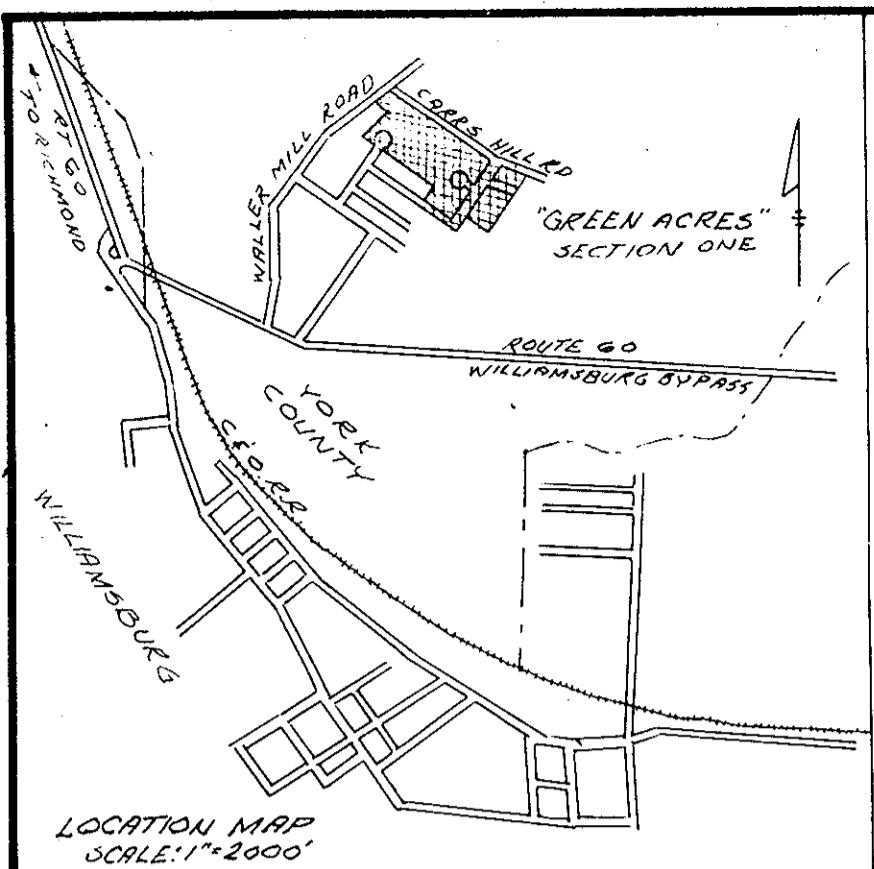 RT 60
TO RICHMOND
WALLER MILL ROAD
CARRS HILL RD
"GREEN ACRES"
SECTION ONE
ROUTE 60
WILLIAMSBURG BYPASS
YORK
COUNTY
C&O.R.R.
WILLIAMSBURG
LOCATION MAP
SCALE: 1"=2000'